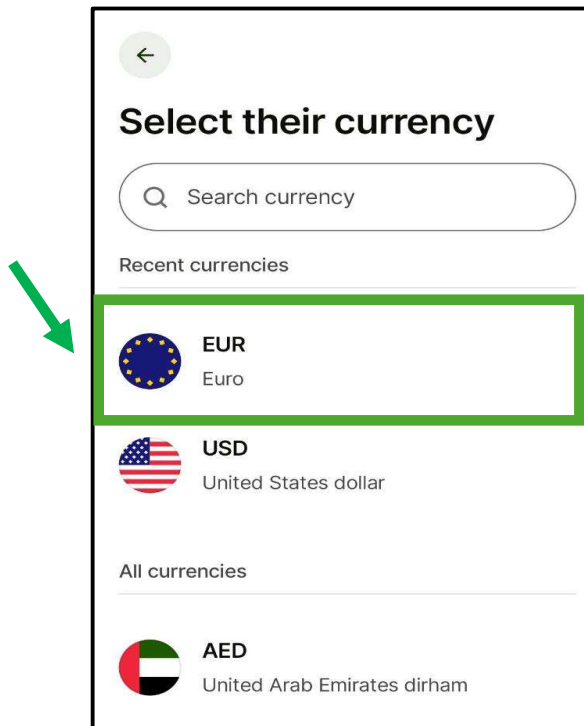 Select their currency
Search currency
Recent currencies
EUR
Euro
USD
United States dollar
All currencies
AED
United Arab Emirates dirham